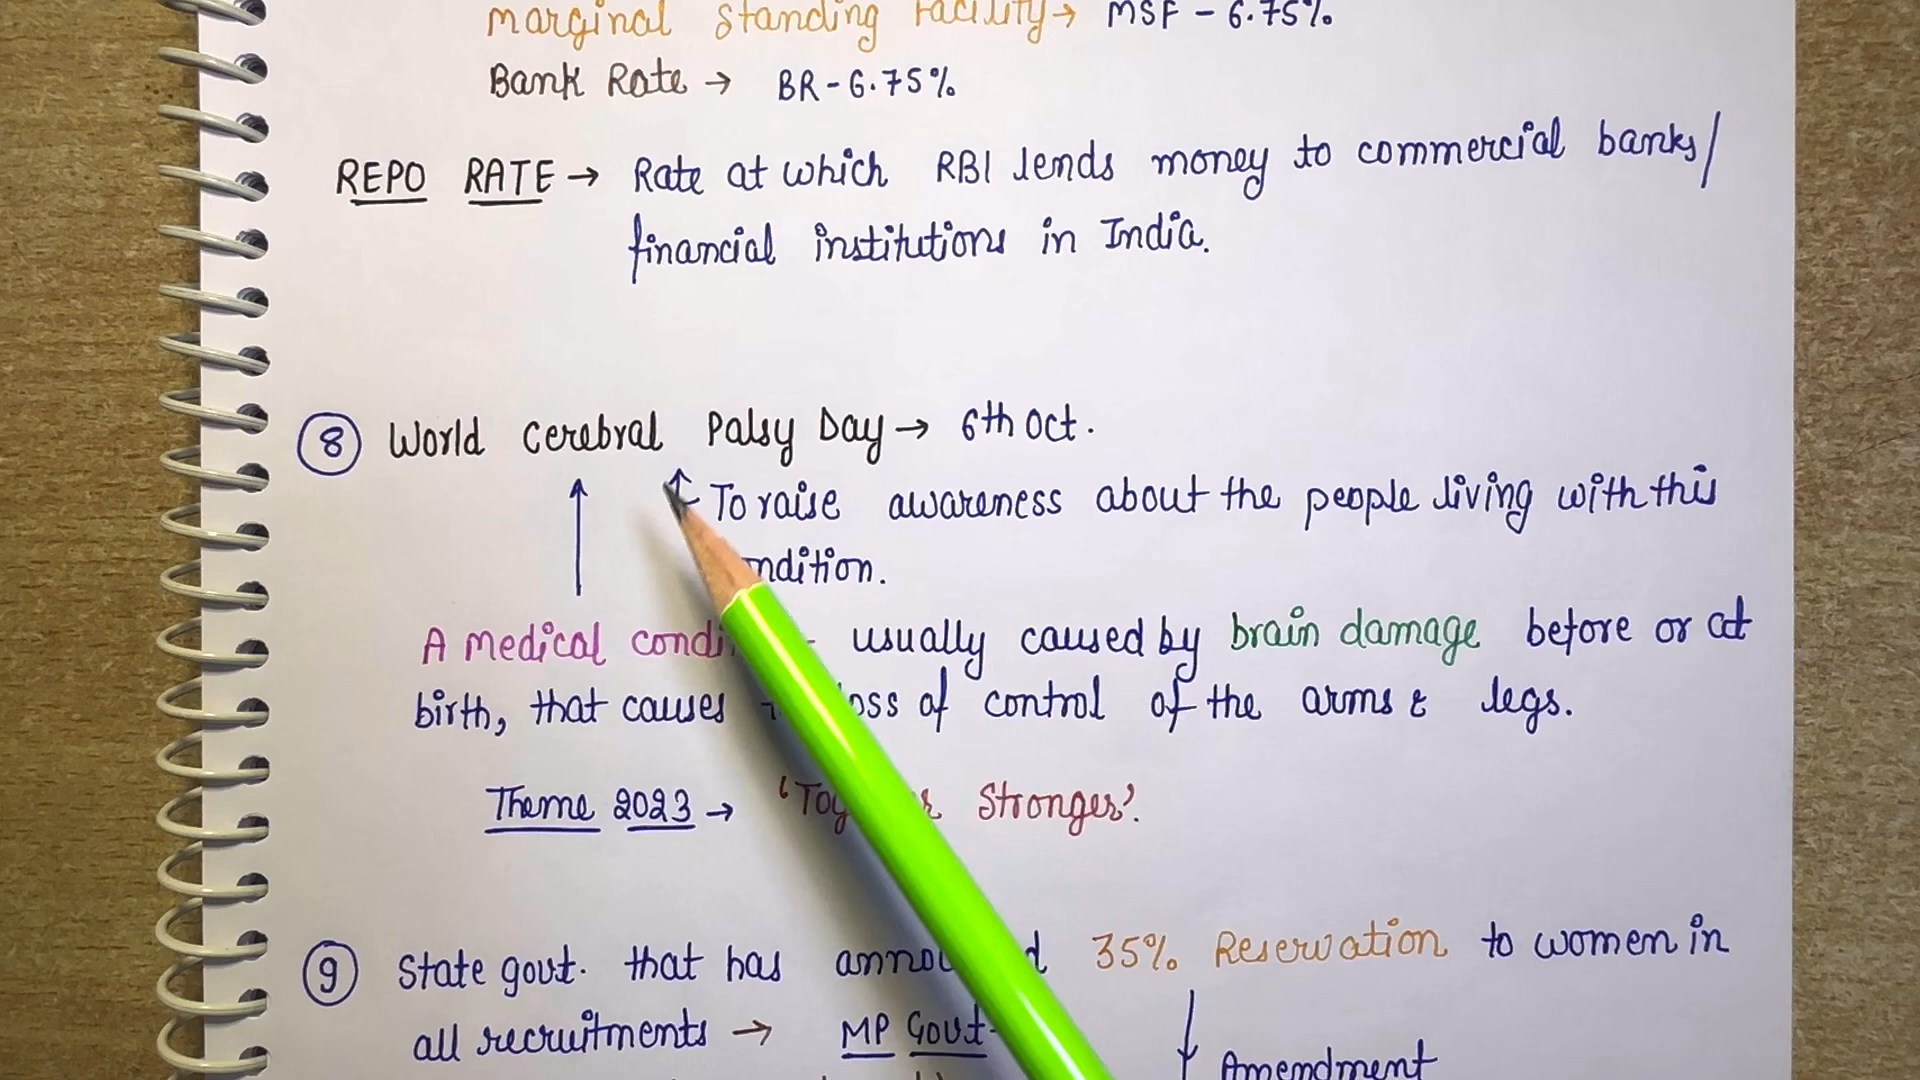 Marginal Standing Facility → MSF - 6.75%
Bank Rate → BR - 6.75%
REPO RATE → Rate at which RBI lends money to commercial banks/
financial institutions in India.
8 World Cerebral Palsy Day → 6th Oct.
To raise awareness about the people living with this
ndition.
A medical condi usually caused by brain damage before or at
birth, that causes loss of control of the arms & legs.
Theme 2023 → 'Tog r Stronger'.
9 State govt. that has anno d 35% Reservation to women in
all recruitments → MP Govt.
Amendment